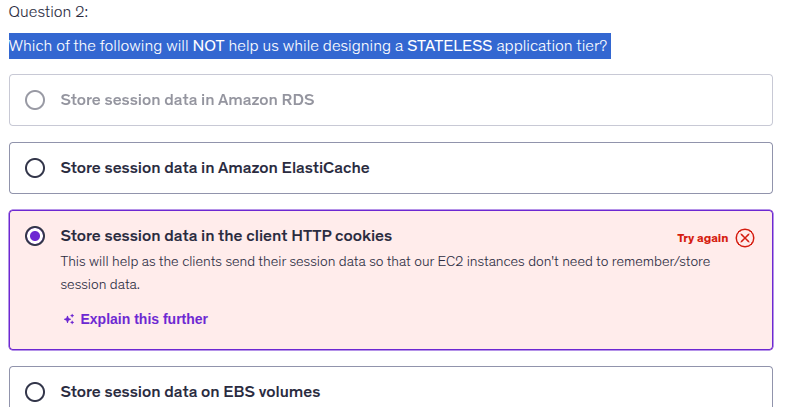 Question 2:
Which of the following will NOT help us while designing a STATELESS application tier?
Store session data in Amazon RDS
Store session data in Amazon ElastiCache
Store session data in the client HTTP cookies
Try again
This will help as the clients send their session data so that our EC2 instances don't need to remember/store
session data.
Explain this further
Store session data on EBS volumes